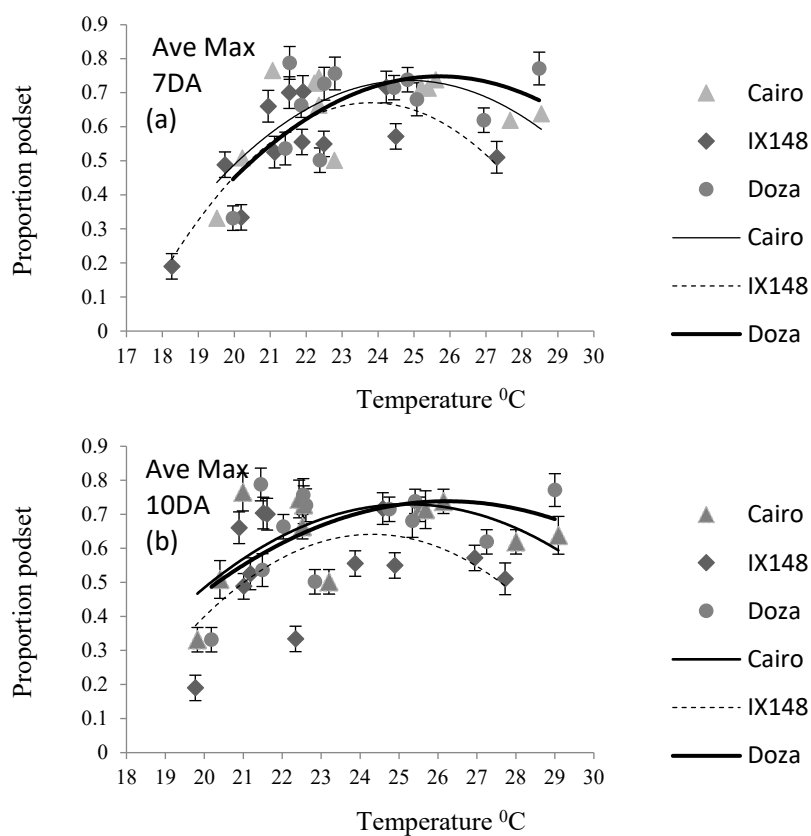 0.9
0.8
0.7
0.6
0.5
0.4
0.3
0.2
0.1
0
Proportion podset
Ave Max
7DA
(a)
17 18 19 20 21 22 23 24 25 26 27 28 29 30
Temperature ⁰C
Cairo
IX148
Doza
Cairo
IX148
Doza
0.9
0.8
0.7
0.6
0.5
0.4
0.3
0.2
0.1
0
Proportion podset
Ave Max
10DA
(b)
18 19 20 21 22 23 24 25 26 27 28 29 30
Temperature ⁰C
Cairo
IX148
Doza
Cairo
IX148
Doza